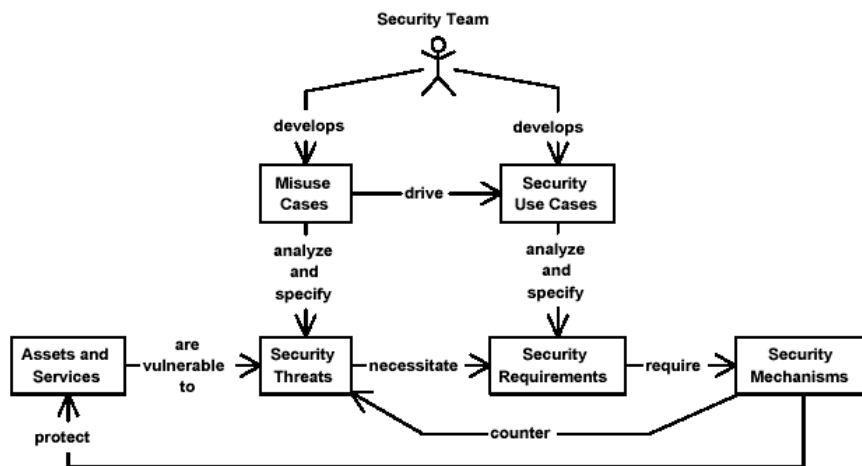 Security Team
develops
develops
Misuse
Cases
drive
Security
Use Cases
analyze
and
specify
analyze
and
specify
Assets and
Services
are
vulnerable
to
Security
Threats
necessitate
Security
Requirements
require
Security
Mechanisms
protect
counter